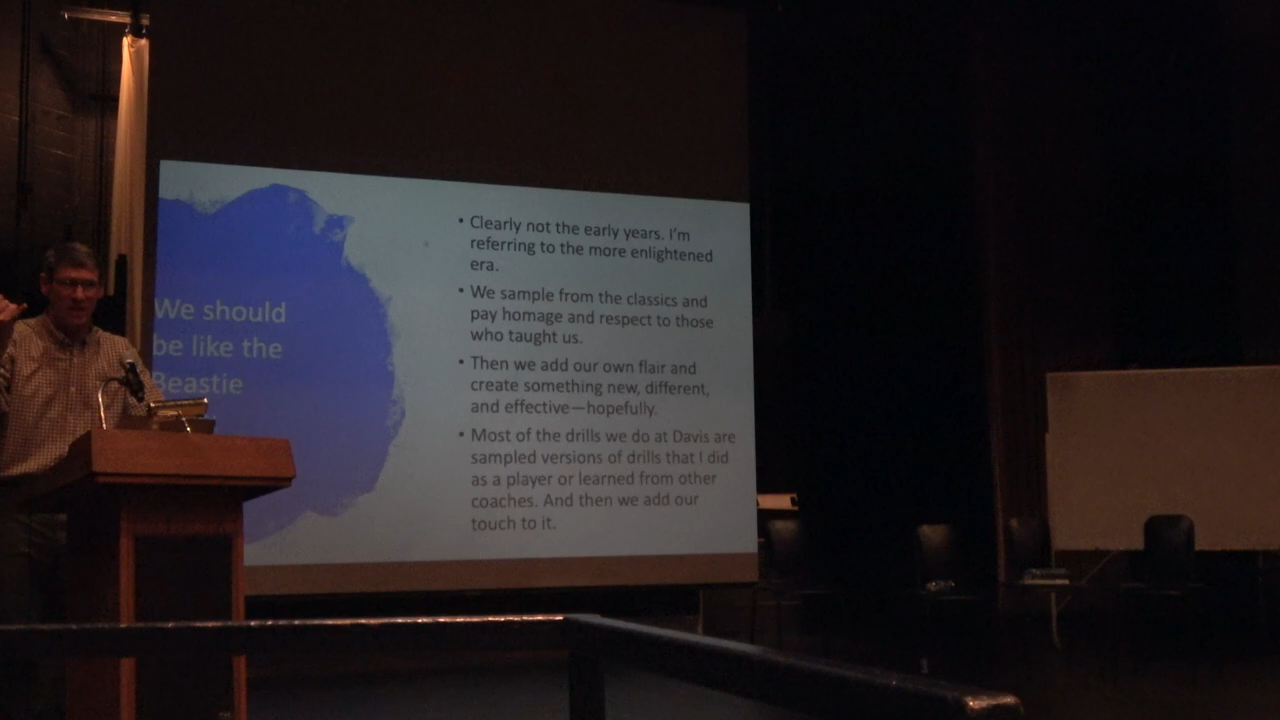 We should
be like the
Beastie
• Clearly not the early years. I'm
referring to the more enlightened
era.
• We sample from the classics and
pay homage and respect to those
who taught us.
• Then we add our own flair and
create something new, different,
and effective—hopefully.
• Most of the drills we do at Davis are
sampled versions of drills that I did
as a player or learned from other
coaches. And then we add our
touch to it.